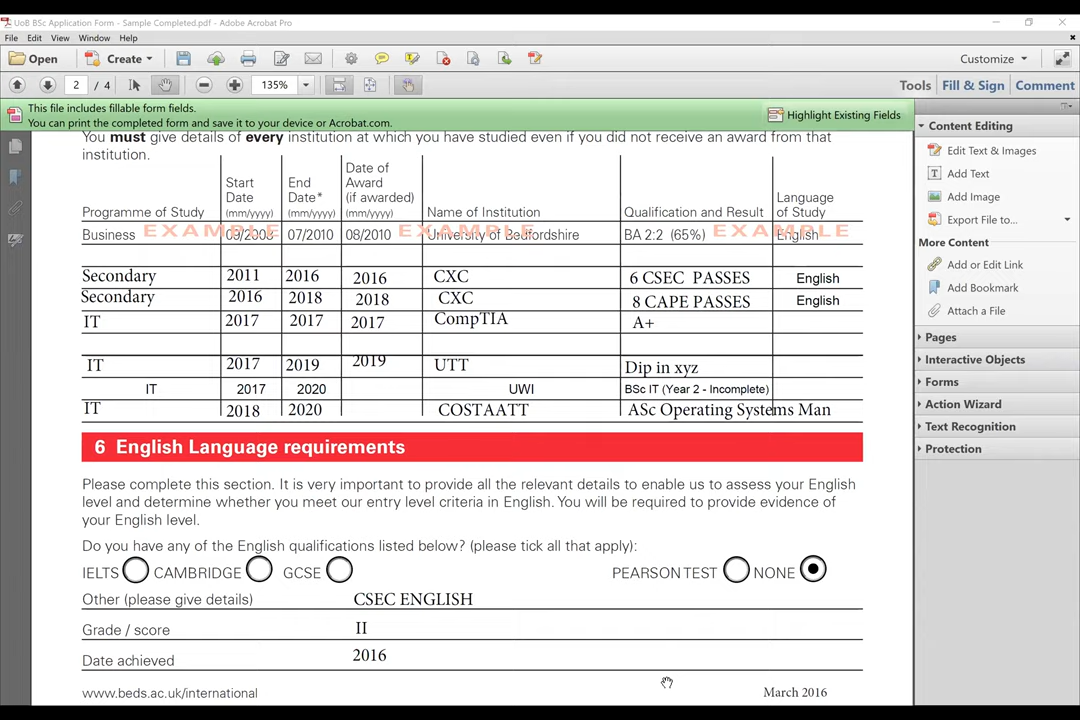 UoB BSc Application Form - Sample Completed.pdf - Adobe Acrobat Pro
File Edit View Window Help
Open Create Customize
2 / 4 135% Tools Fill & Sign Comment
This file includes fillable form fields.
You can print the completed form and save it to your device or Acrobat.com.
Highlight Existing Fields
You must give details of every institution at which you have studied even if you did not receive an award from that
institution.
Programme of Study Start Date (mm/yyyy) End Date* (mm/yyyy) Date of Award (if awarded) (mm/yyyy) Name of Institution Qualification and Result Language of Study
Business 09/2008 07/2010 08/2010 University of Bedfordshire BA 2:2 (65%) English
EXAMPLE EXAMPLE EXAMPLE
Secondary 2011 2016 2016 CXC 6 CSEC PASSES English
Secondary 2016 2018 2018 CXC 8 CAPE PASSES English
IT 2017 2017 2017 CompTIA A+
IT 2017 2019 2019 UTT Dip in xyz
IT 2017 2020 UWI BSc IT (Year 2 - Incomplete)
IT 2018 2020 COSTAATT ASc Operating Systems Man
6 English Language requirements
Please complete this section. It is very important to provide all the relevant details to enable us to assess your English
level and determine whether you meet our entry level criteria in English. You will be required to provide evidence of
your English level.
Do you have any of the English qualifications listed below? (please tick all that apply):
IELTS CAMBRIDGE GCSE PEARSON TEST NONE
Other (please give details) CSEC ENGLISH
Grade / score II
Date achieved 2016
www.beds.ac.uk/international March 2016
Content Editing
Edit Text & Images
Add Text
Add Image
Export File to...
More Content
Add or Edit Link
Add Bookmark
Attach a File
Pages
Interactive Objects
Forms
Action Wizard
Text Recognition
Protection